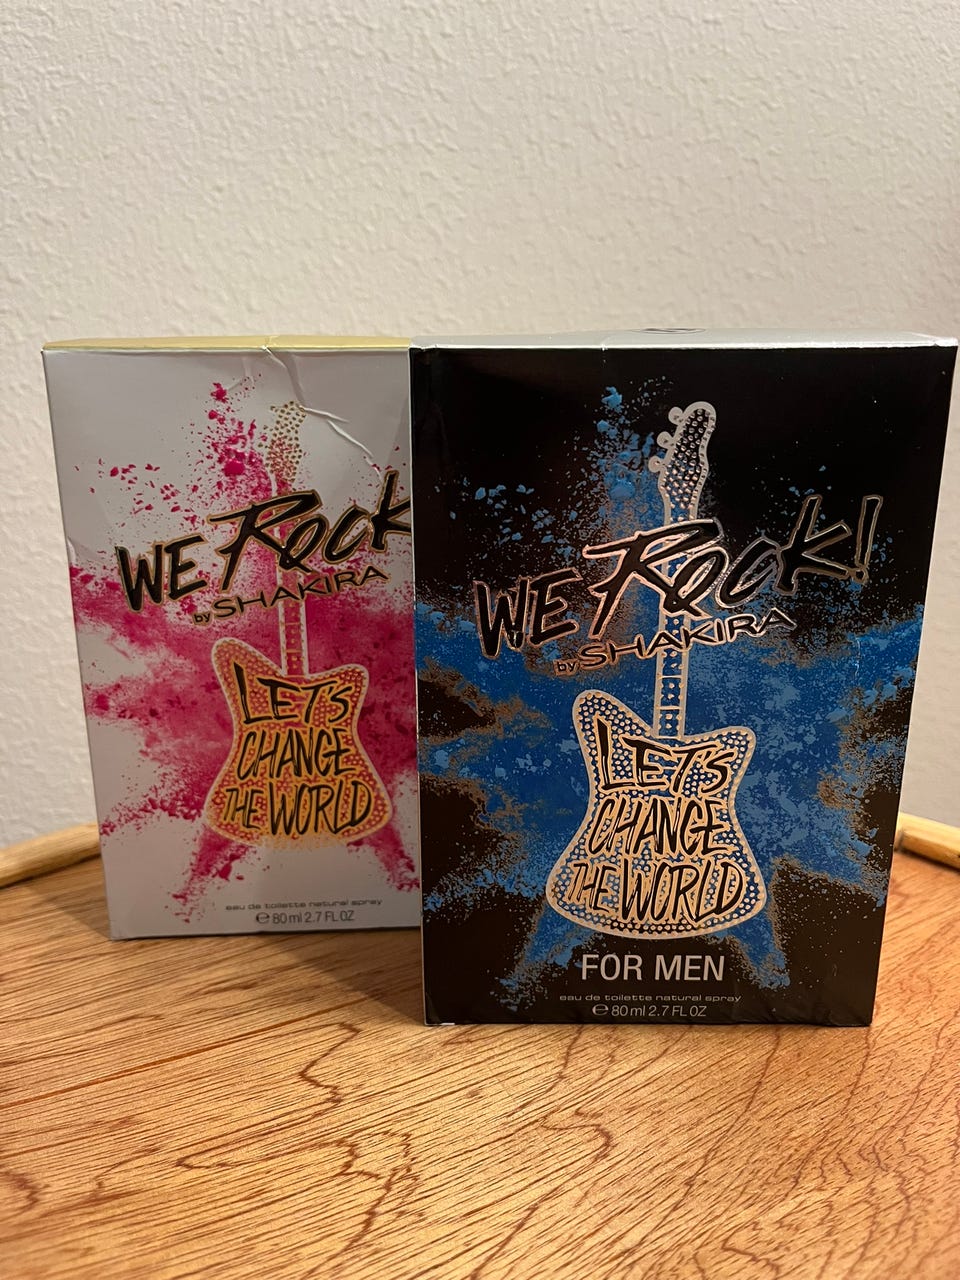 WE Rock
by SHAKIRA
LET'S
CHANGE
THE WORLD
eau de toilette natural spray
℮ 80 ml 2.7 FL OZ
WE Rock!
by SHAKIRA
LET'S
CHANGE
THE WORLD
FOR MEN
eau de toilette natural spray
℮ 80 ml 2.7 FL OZ